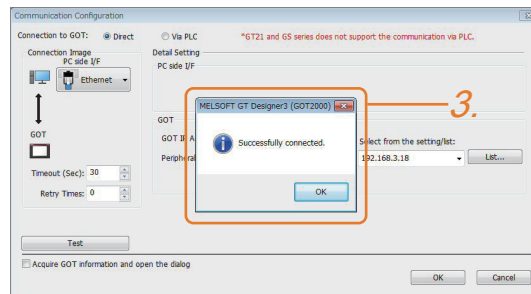 Communication Configuration
Connection to GOT:
Direct
Via PLC
*GT21 and GS series does not support the communication via PLC.
Connection Image
PC side I/F
Ethernet
GOT
Timeout (Sec): 30
Retry Times: 0
Test
Detail Setting
PC side I/F
GOT
GOT IP A
Peripheral
Select from the setting/list:
192.168.3.18
List...
MELSOFT GT Designer3 (GOT2000)
Successfully connected.
OK
3.
Acquire GOT information and open the dialog
OK
Cancel